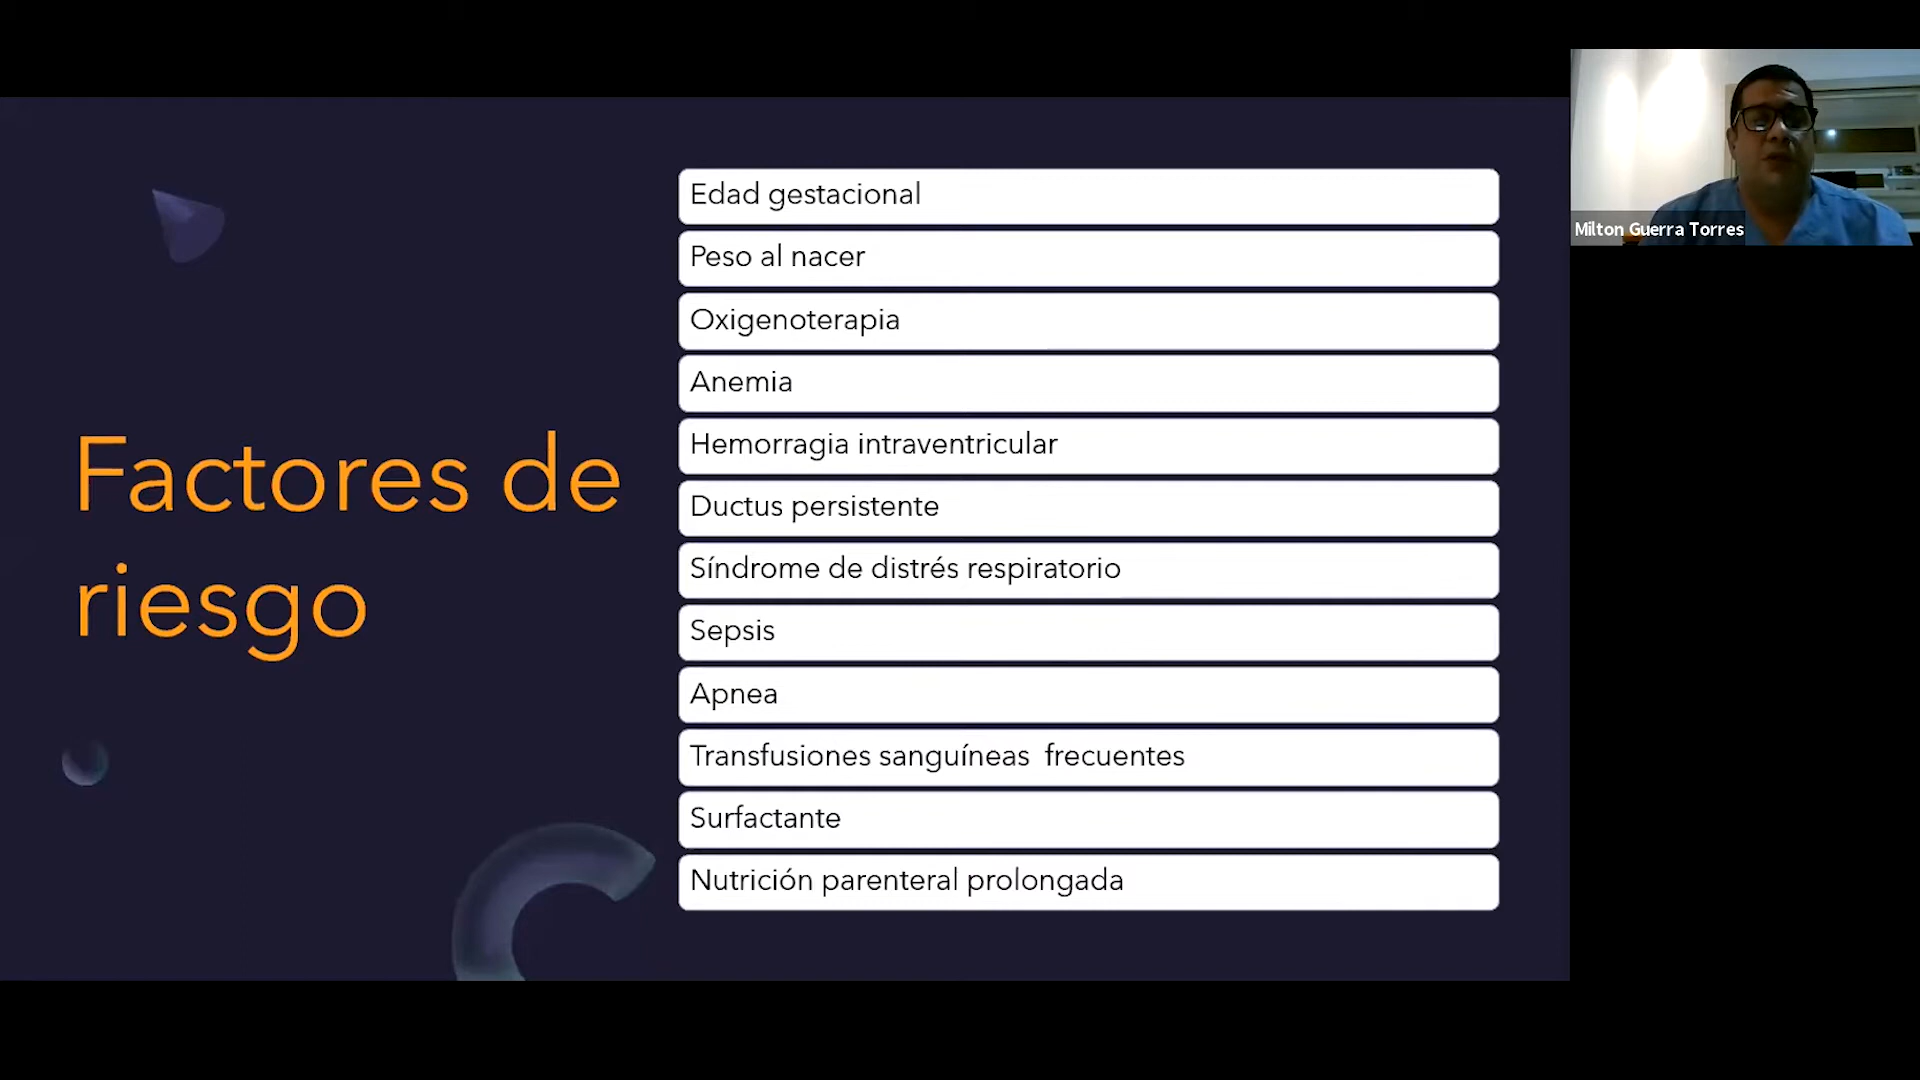 Factores de
riesgo
Edad gestacional
Peso al nacer
Oxigenoterapia
Anemia
Hemorragia intraventricular
Ductus persistente
Síndrome de distrés respiratorio
Sepsis
Apnea
Transfusiones sanguíneas  frecuentes
Surfactante
Nutrición parenteral prolongada
Milton Guerra Torres